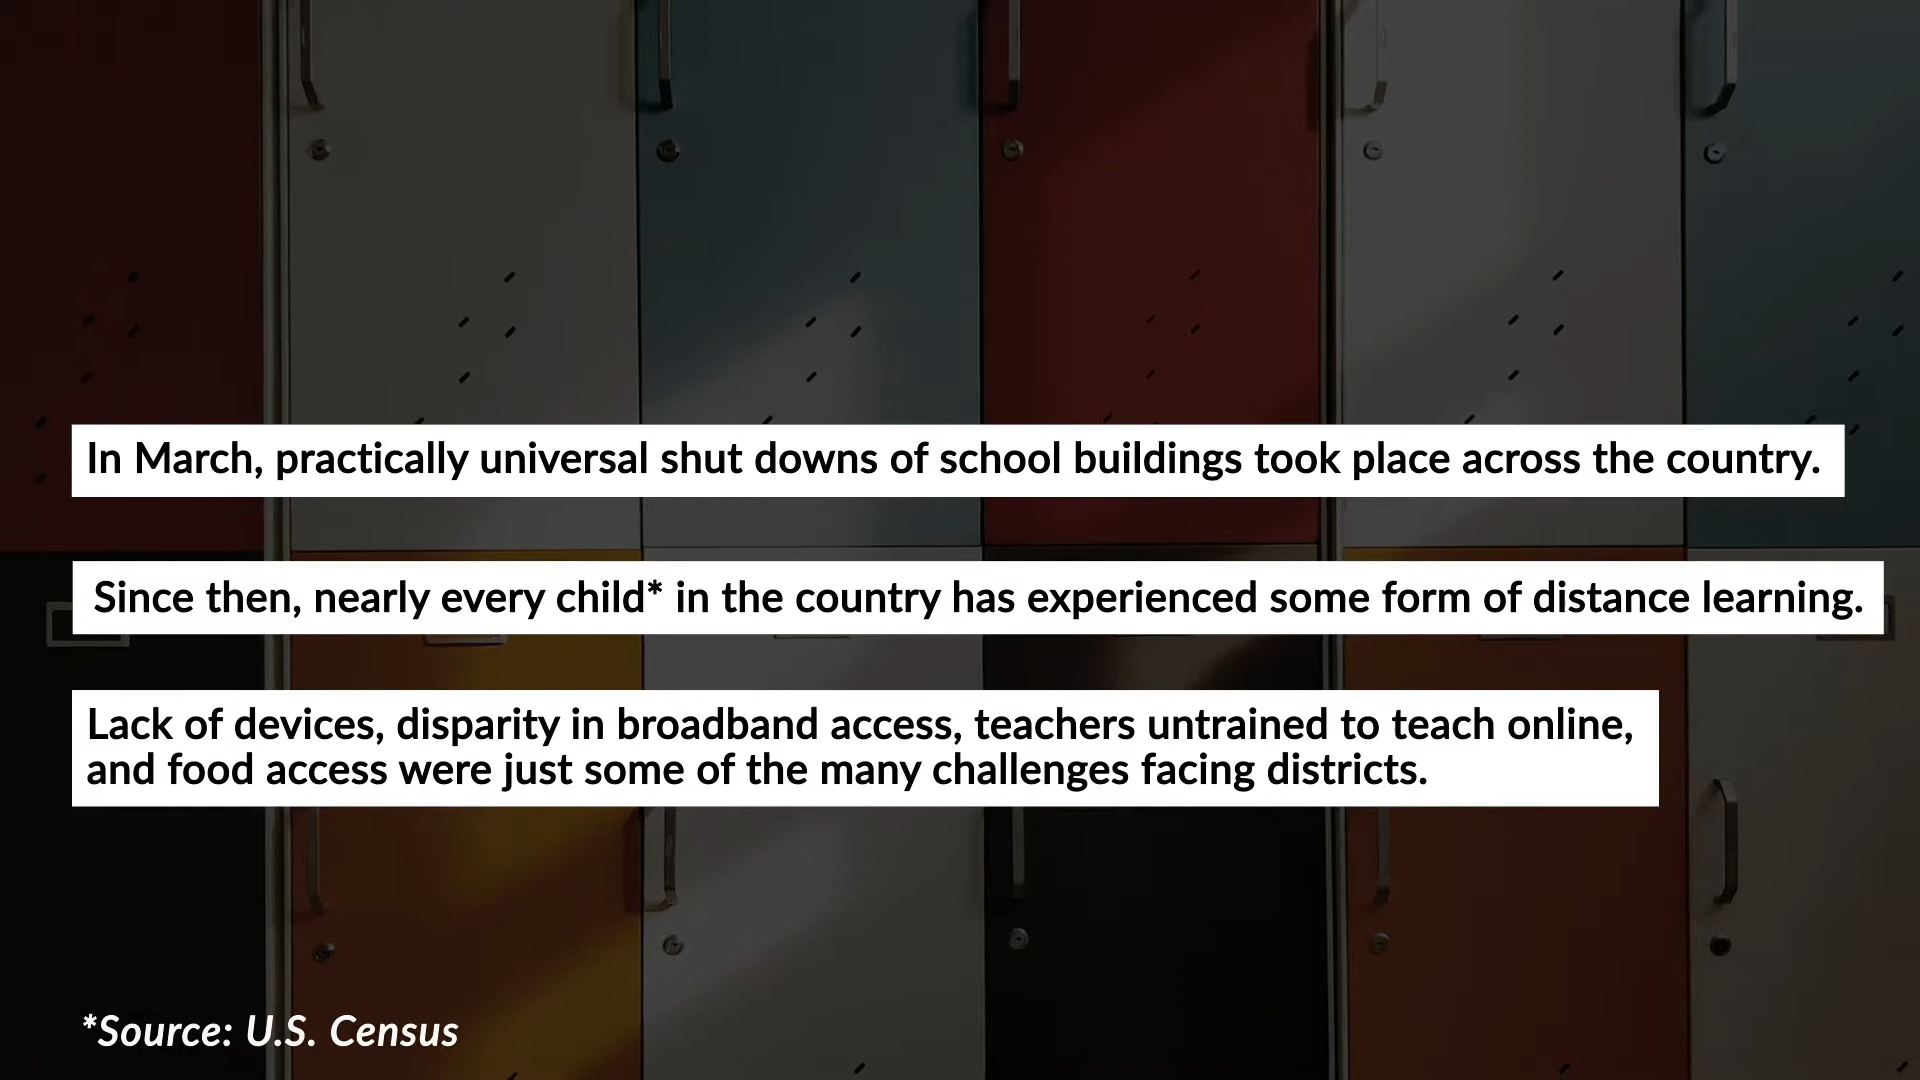 In March, practically universal shut downs of school buildings took place across the country.
Since then, nearly every child* in the country has experienced some form of distance learning.
Lack of devices, disparity in broadband access, teachers untrained to teach online,
and food access were just some of the many challenges facing districts.
*Source: U.S. Census